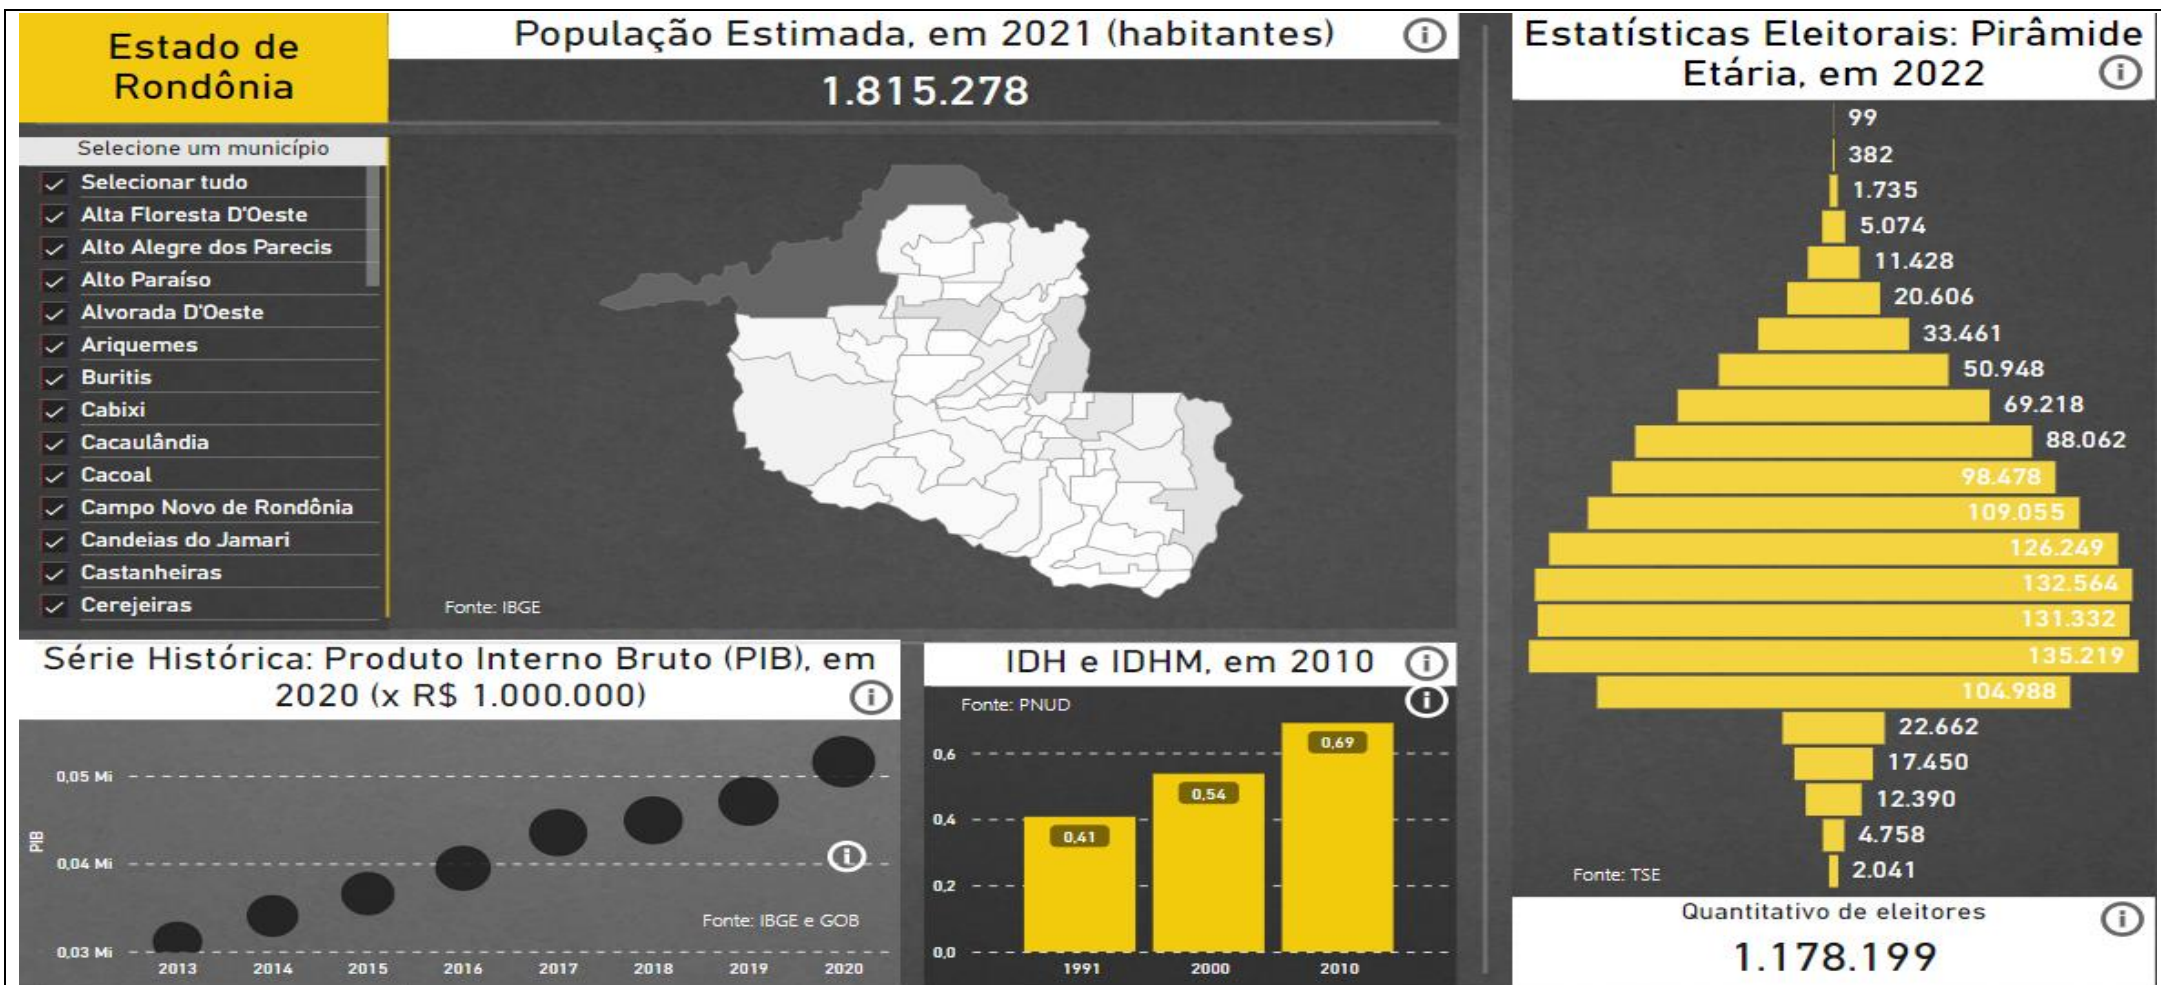 Estado de
Rondônia
População Estimada, em 2021 (habitantes)
1.815.278
Selecione um município
Selecionar tudo
Alta Floresta D'Oeste
Alto Alegre dos Parecis
Alto Paraíso
Alvorada D'Oeste
Ariquemes
Buritis
Cabixi
Cacaulândia
Cacoal
Campo Novo de Rondônia
Candeias do Jamari
Castanheiras
Cerejeiras
Fonte: IBGE
Série Histórica: Produto Interno Bruto (PIB), em
2020 (x R$ 1.000.000)
0,05 Mi
0,04 Mi
0,03 Mi
PIB
Fonte: IBGE e GOB
2013 2014 2015 2016 2017 2018 2019 2020
IDH e IDHM, em 2010
Fonte: PNUD
0,6
0,4
0,2
0,0
0,41
0,54
0,69
1991 2000 2010
Estatísticas Eleitorais: Pirâmide
Etária, em 2022
99
382
1.735
5.074
11.428
20.606
33.461
50.948
69.218
88.062
98.478
109.055
126.249
132.564
131.332
135.219
104.988
22.662
17.450
12.390
4.758
2.041
Fonte: TSE
Quantitativo de eleitores
1.178.199